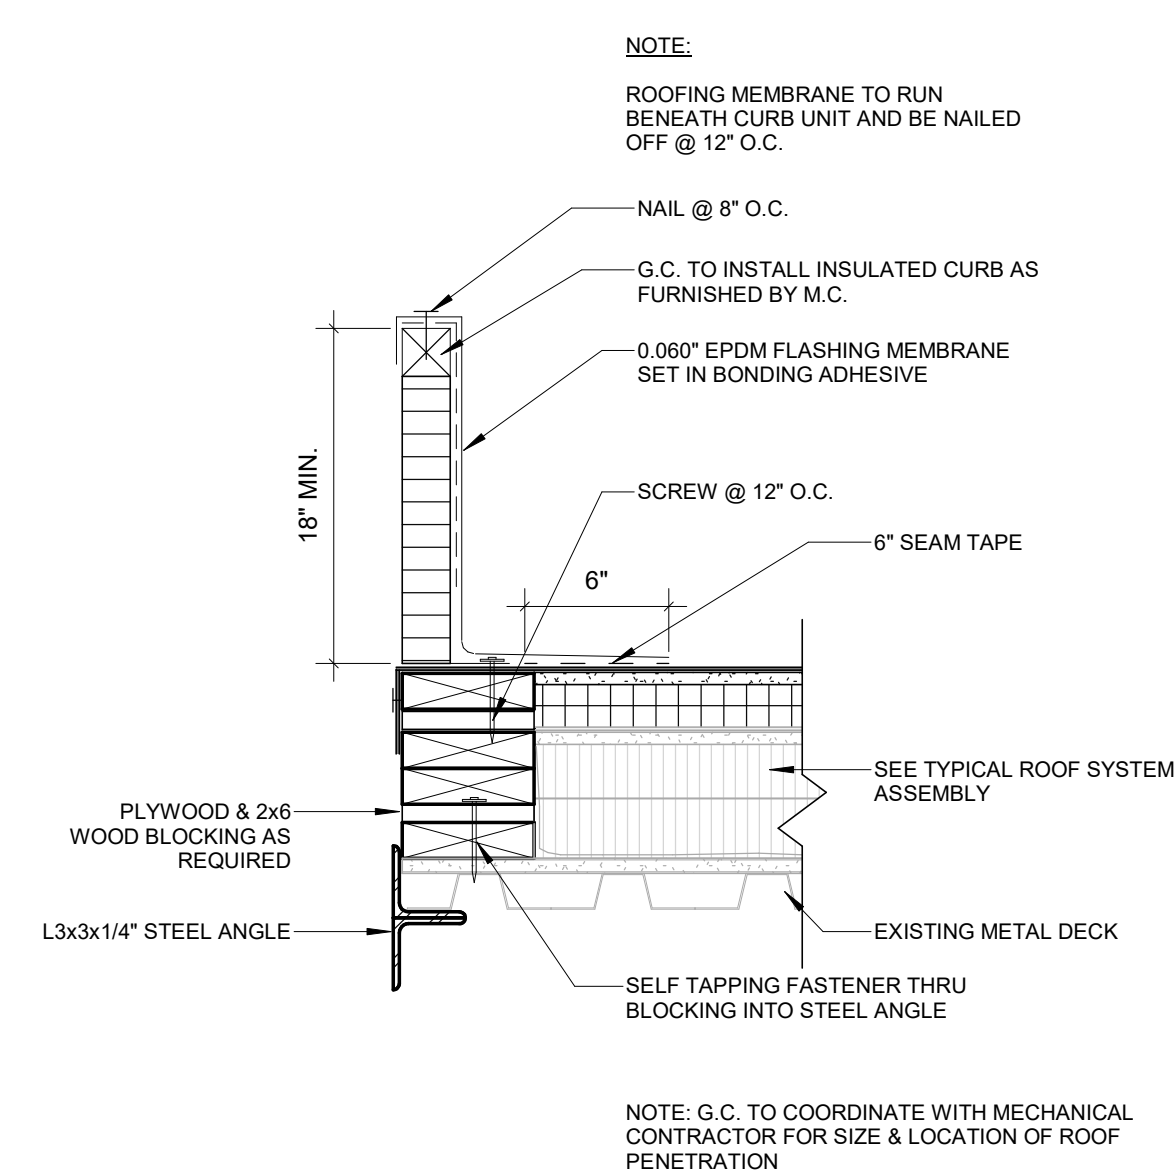 NOTE:
ROOFING MEMBRANE TO RUN
BENEATH CURB UNIT AND BE NAILED
OFF @ 12" O.C.
NAIL @ 8" O.C.
G.C. TO INSTALL INSULATED CURB AS
FURNISHED BY M.C.
0.060" EPDM FLASHING MEMBRANE
SET IN BONDING ADHESIVE
18" MIN.
SCREW @ 12" O.C.
6" SEAM TAPE
6"
SEE TYPICAL ROOF SYSTEM
ASSEMBLY
PLYWOOD & 2x6
WOOD BLOCKING AS
REQUIRED
L3x3x1/4" STEEL ANGLE
EXISTING METAL DECK
SELF TAPPING FASTENER THRU
BLOCKING INTO STEEL ANGLE
NOTE: G.C. TO COORDINATE WITH MECHANICAL
CONTRACTOR FOR SIZE & LOCATION OF ROOF
PENETRATION